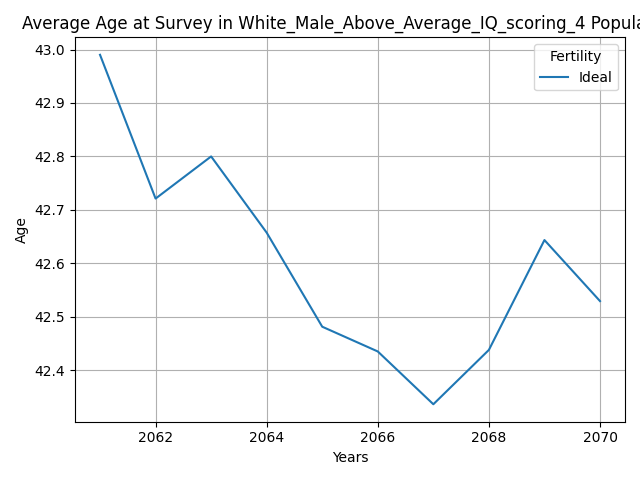 Average Age at Survey in White_Male_Above_Average_IQ_scoring_4
Fertility
Ideal
43.0
42.9
42.8
42.7
42.6
42.5
42.4
Age
2062 2064 2066 2068 2070
Years